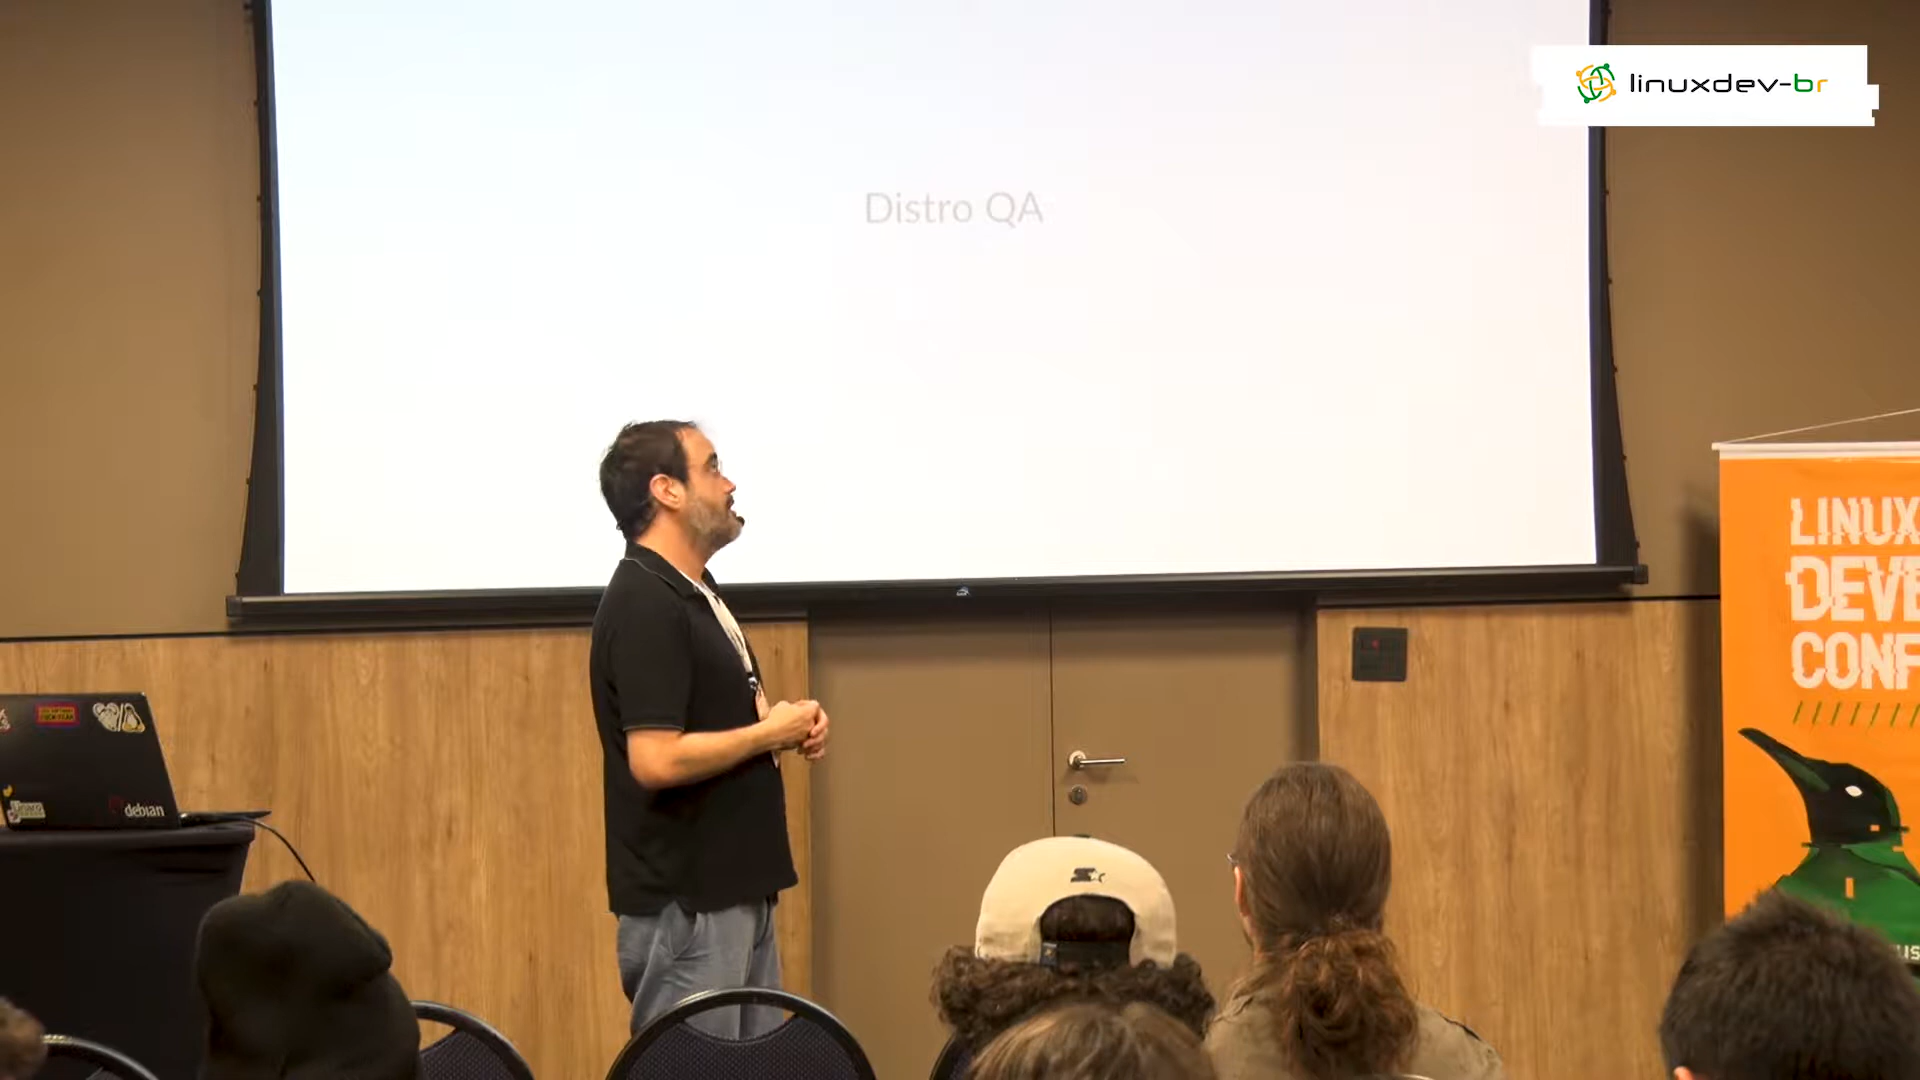 linuxdev-br
Distro QA
LINUX
DEVE
CONF
debian